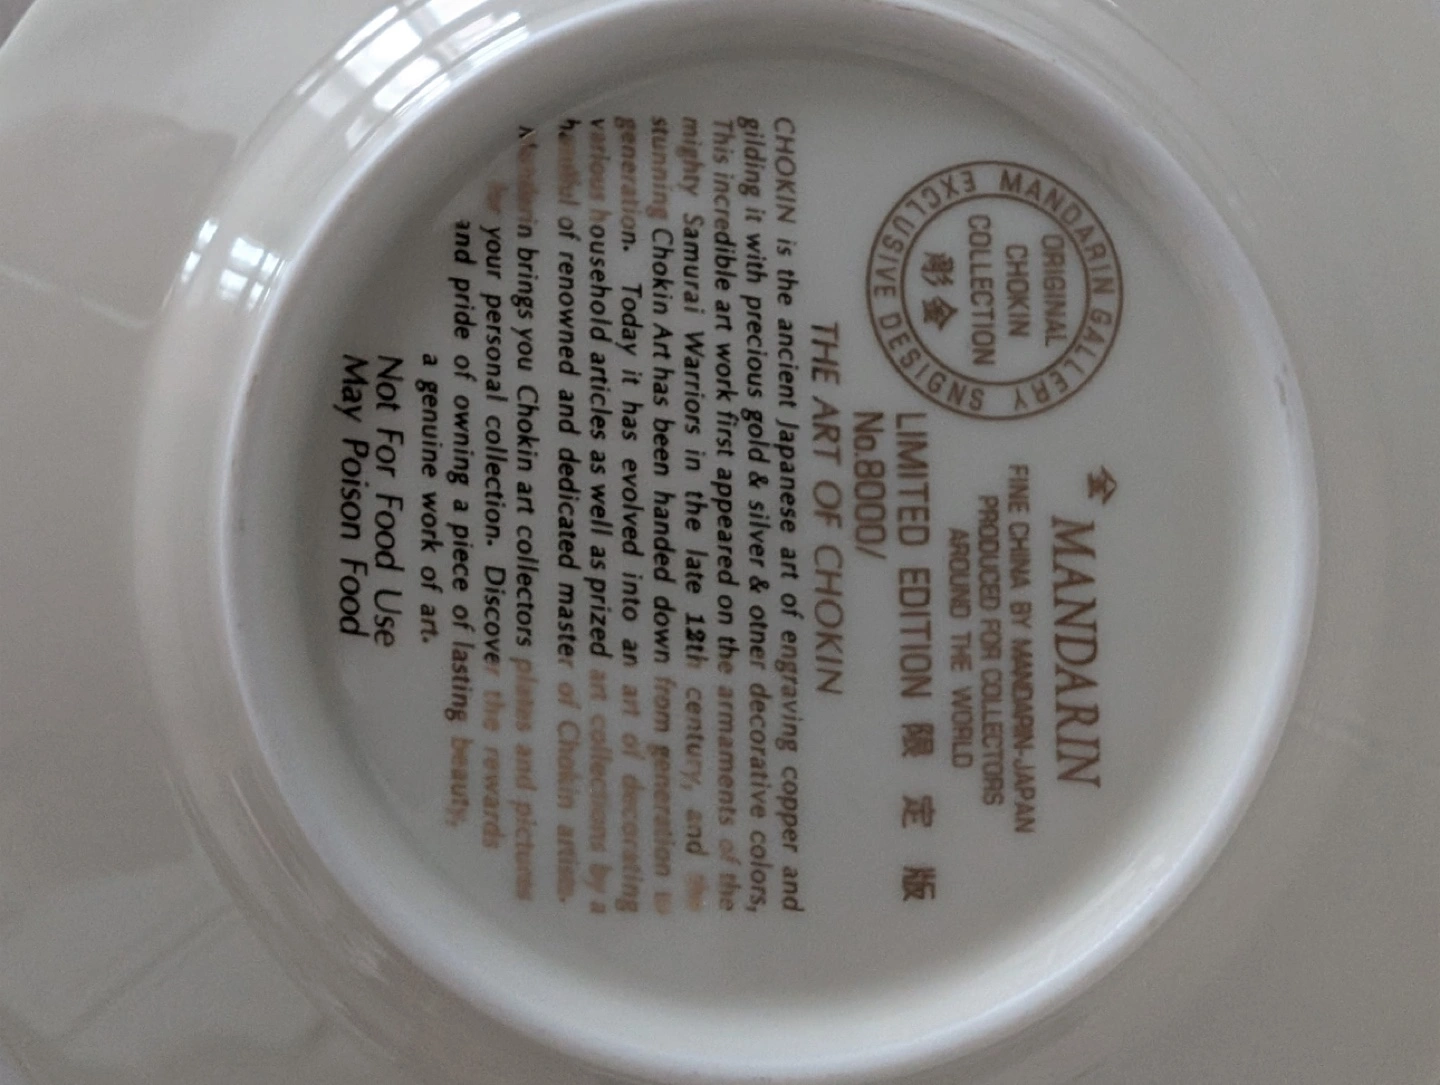 MANDARIN GALLERY
EXCLUSIVE DESIGNS
ORIGINAL
CHOKIN
COLLECTION
彫金
MANDARIN
FINE CHINA BY MANDARIN-JAPAN
PRODUCED FOR COLLECTORS
AROUND THE WORLD
LIMITED EDITION 限 定 版
No.8000/
THE ART OF CHOKIN
CHOKIN is the ancient Japanese art of engraving copper and
gilding it with precious gold & silver & otner decorative colors,
This incredible art work first appeared on the armaments of the
mighty Samurai Warriors in the late 12th century, and the
stunning Chokin Art has been handed down from generation to
generation. Today it has evolved into an art of decorating
various household articles as well as prized art collections by a
handful of renowned and dedicated master of Chokin artists.
Mandarin brings you Chokin art collectors plates and pictures
for your personal collection. Discover the rewards
and pride of owning a piece of lasting beauty,
a genuine work of art.
Not For Food Use
May Poison Food